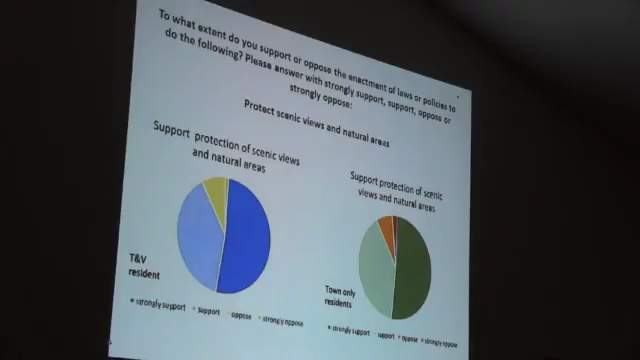 To what extent do you support or oppose the enactment of laws or policies to
do the following? Please answer with strongly support, support, oppose or
strongly oppose:
Protect scenic views and natural areas
Support protection of scenic views
and natural areas
T&V
resident
strongly support support oppose strongly oppose
Support protection of scenic
views and natural areas
Town only
residents
strongly support support oppose strongly oppose